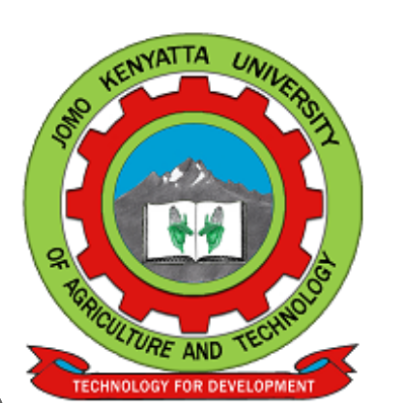 JOMO KENYATTA UNIVERSITY
OF AGRICULTURE AND TECHNOLOGY
TECHNOLOGY FOR DEVELOPMENT